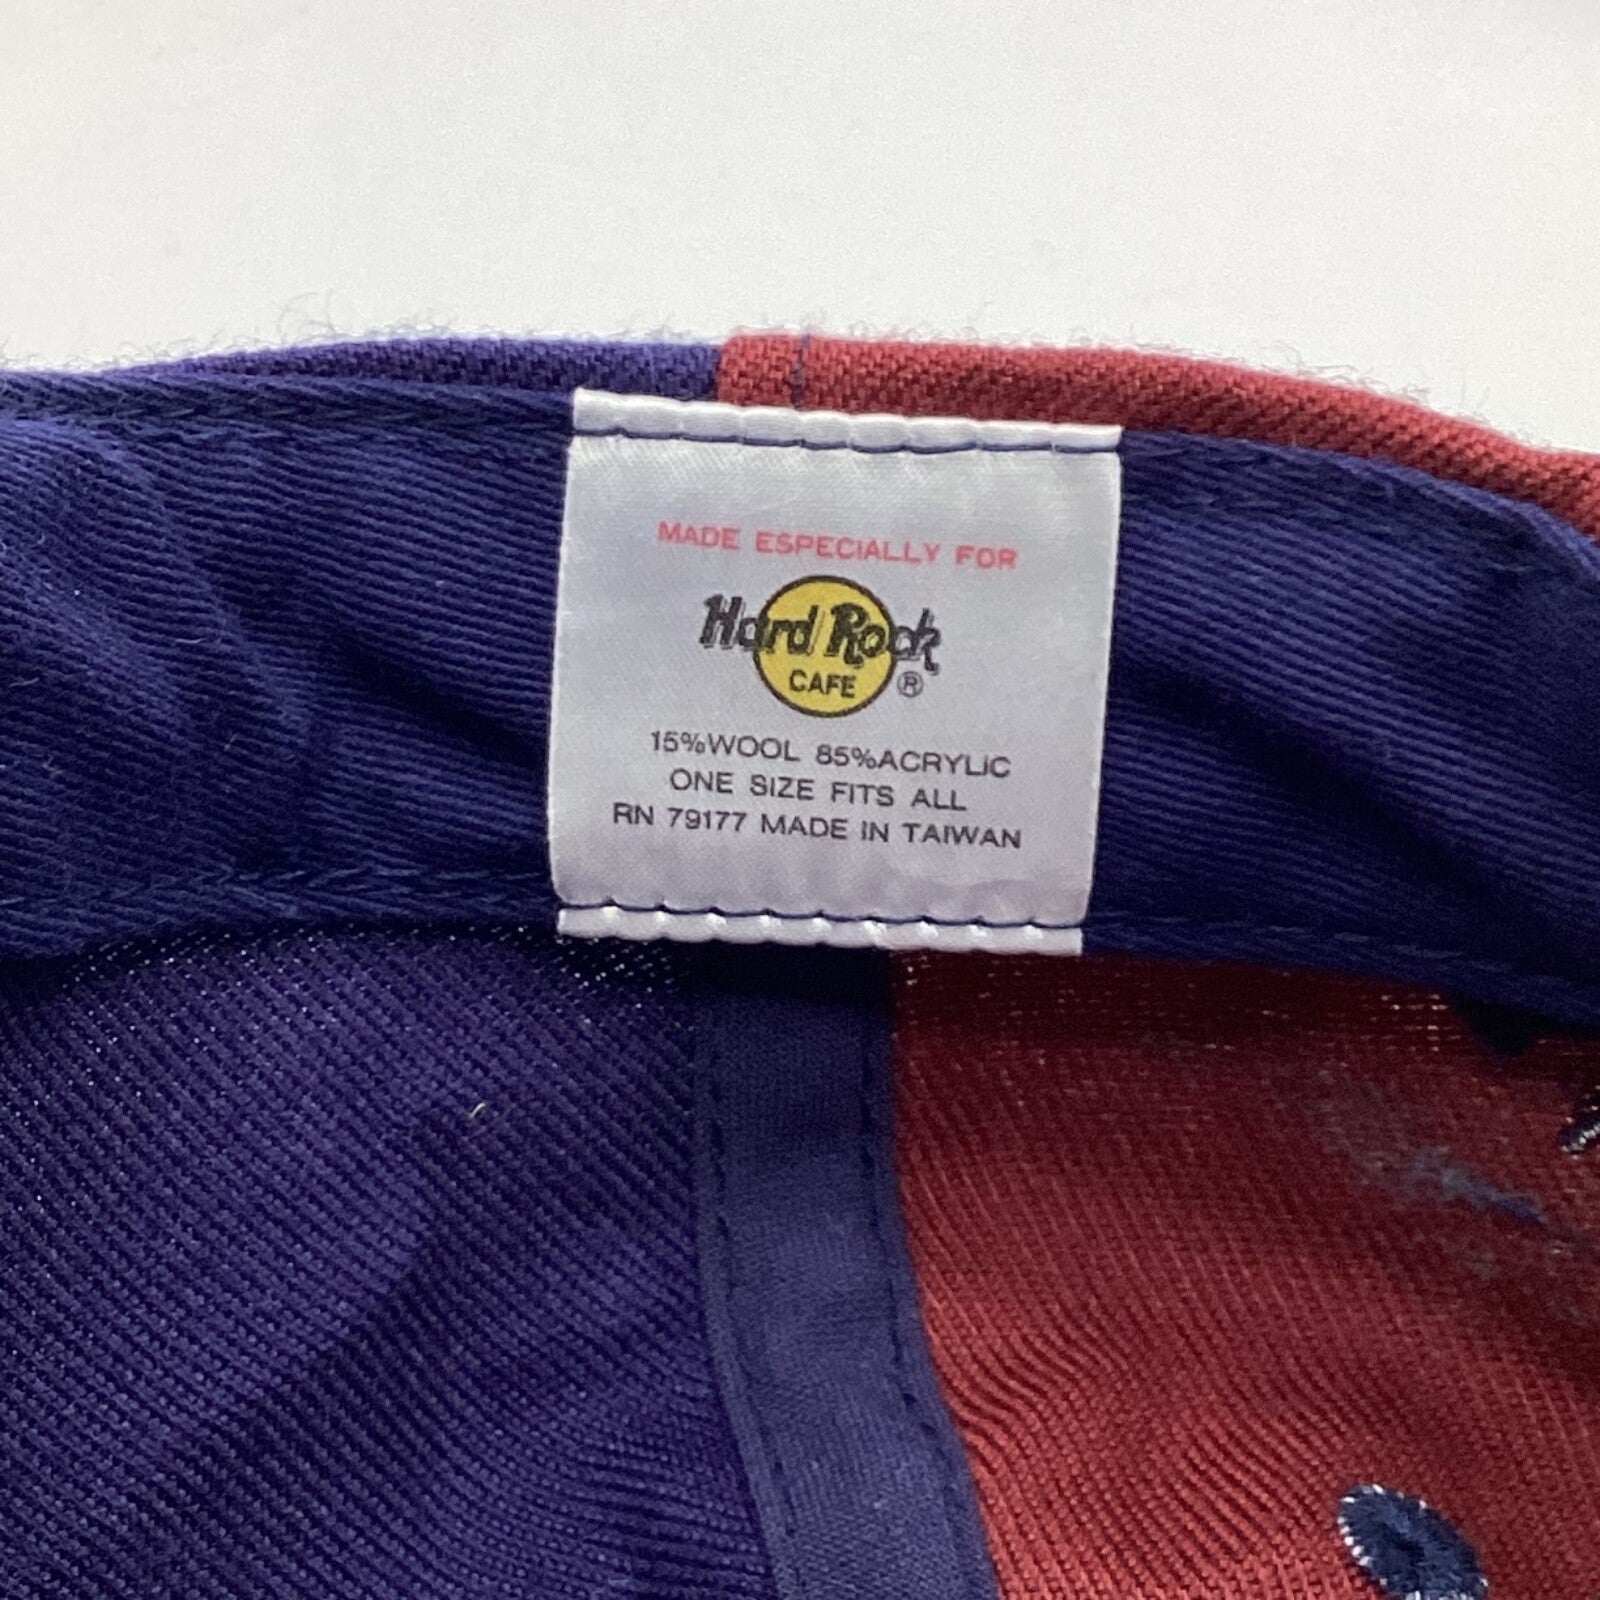 MADE ESPECIALLY FOR
Hard Rock
CAFE ®
15%WOOL 85%ACRYLIC
ONE SIZE FITS ALL
RN 79177 MADE IN TAIWAN